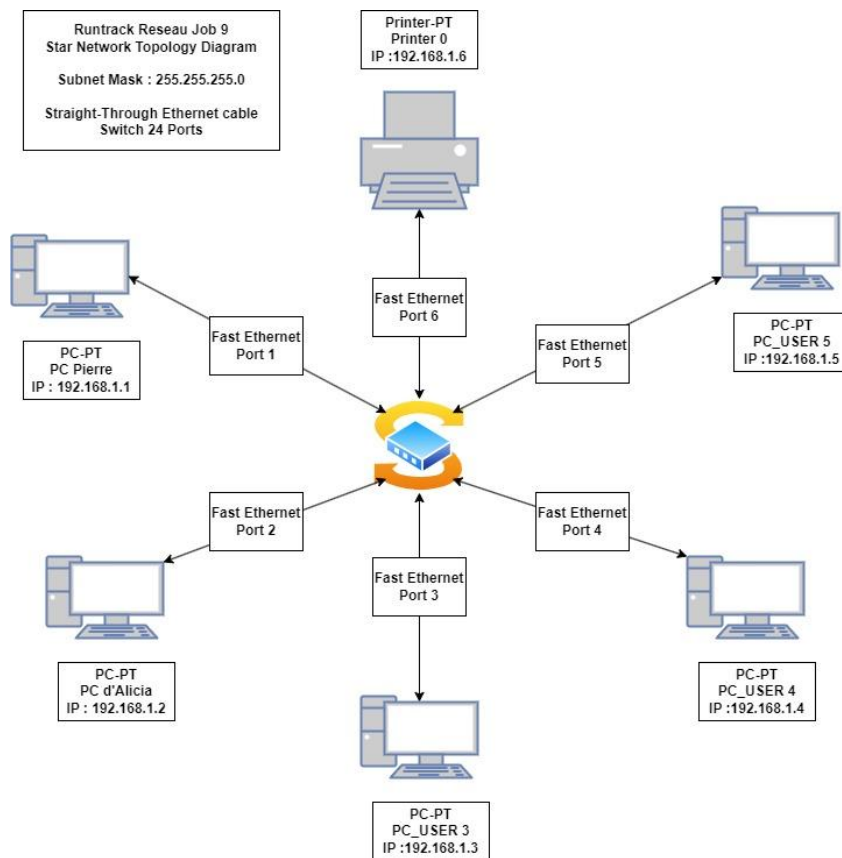 Runtrack Reseau Job 9
Star Network Topology Diagram
Subnet Mask : 255.255.255.0
Straight-Through Ethernet cable
Switch 24 Ports
Printer-PT
Printer 0
IP :192.168.1.6
Fast Ethernet
Port 6
Fast Ethernet
Port 1
Fast Ethernet
Port 5
PC-PT
PC Pierre
IP : 192.168.1.1
PC-PT
PC_USER 5
IP :192.168.1.5
Fast Ethernet
Port 2
Fast Ethernet
Port 4
Fast Ethernet
Port 3
PC-PT
PC d'Alicia
IP : 192.168.1.2
PC-PT
PC_USER 4
IP :192.168.1.4
PC-PT
PC_USER 3
IP :192.168.1.3